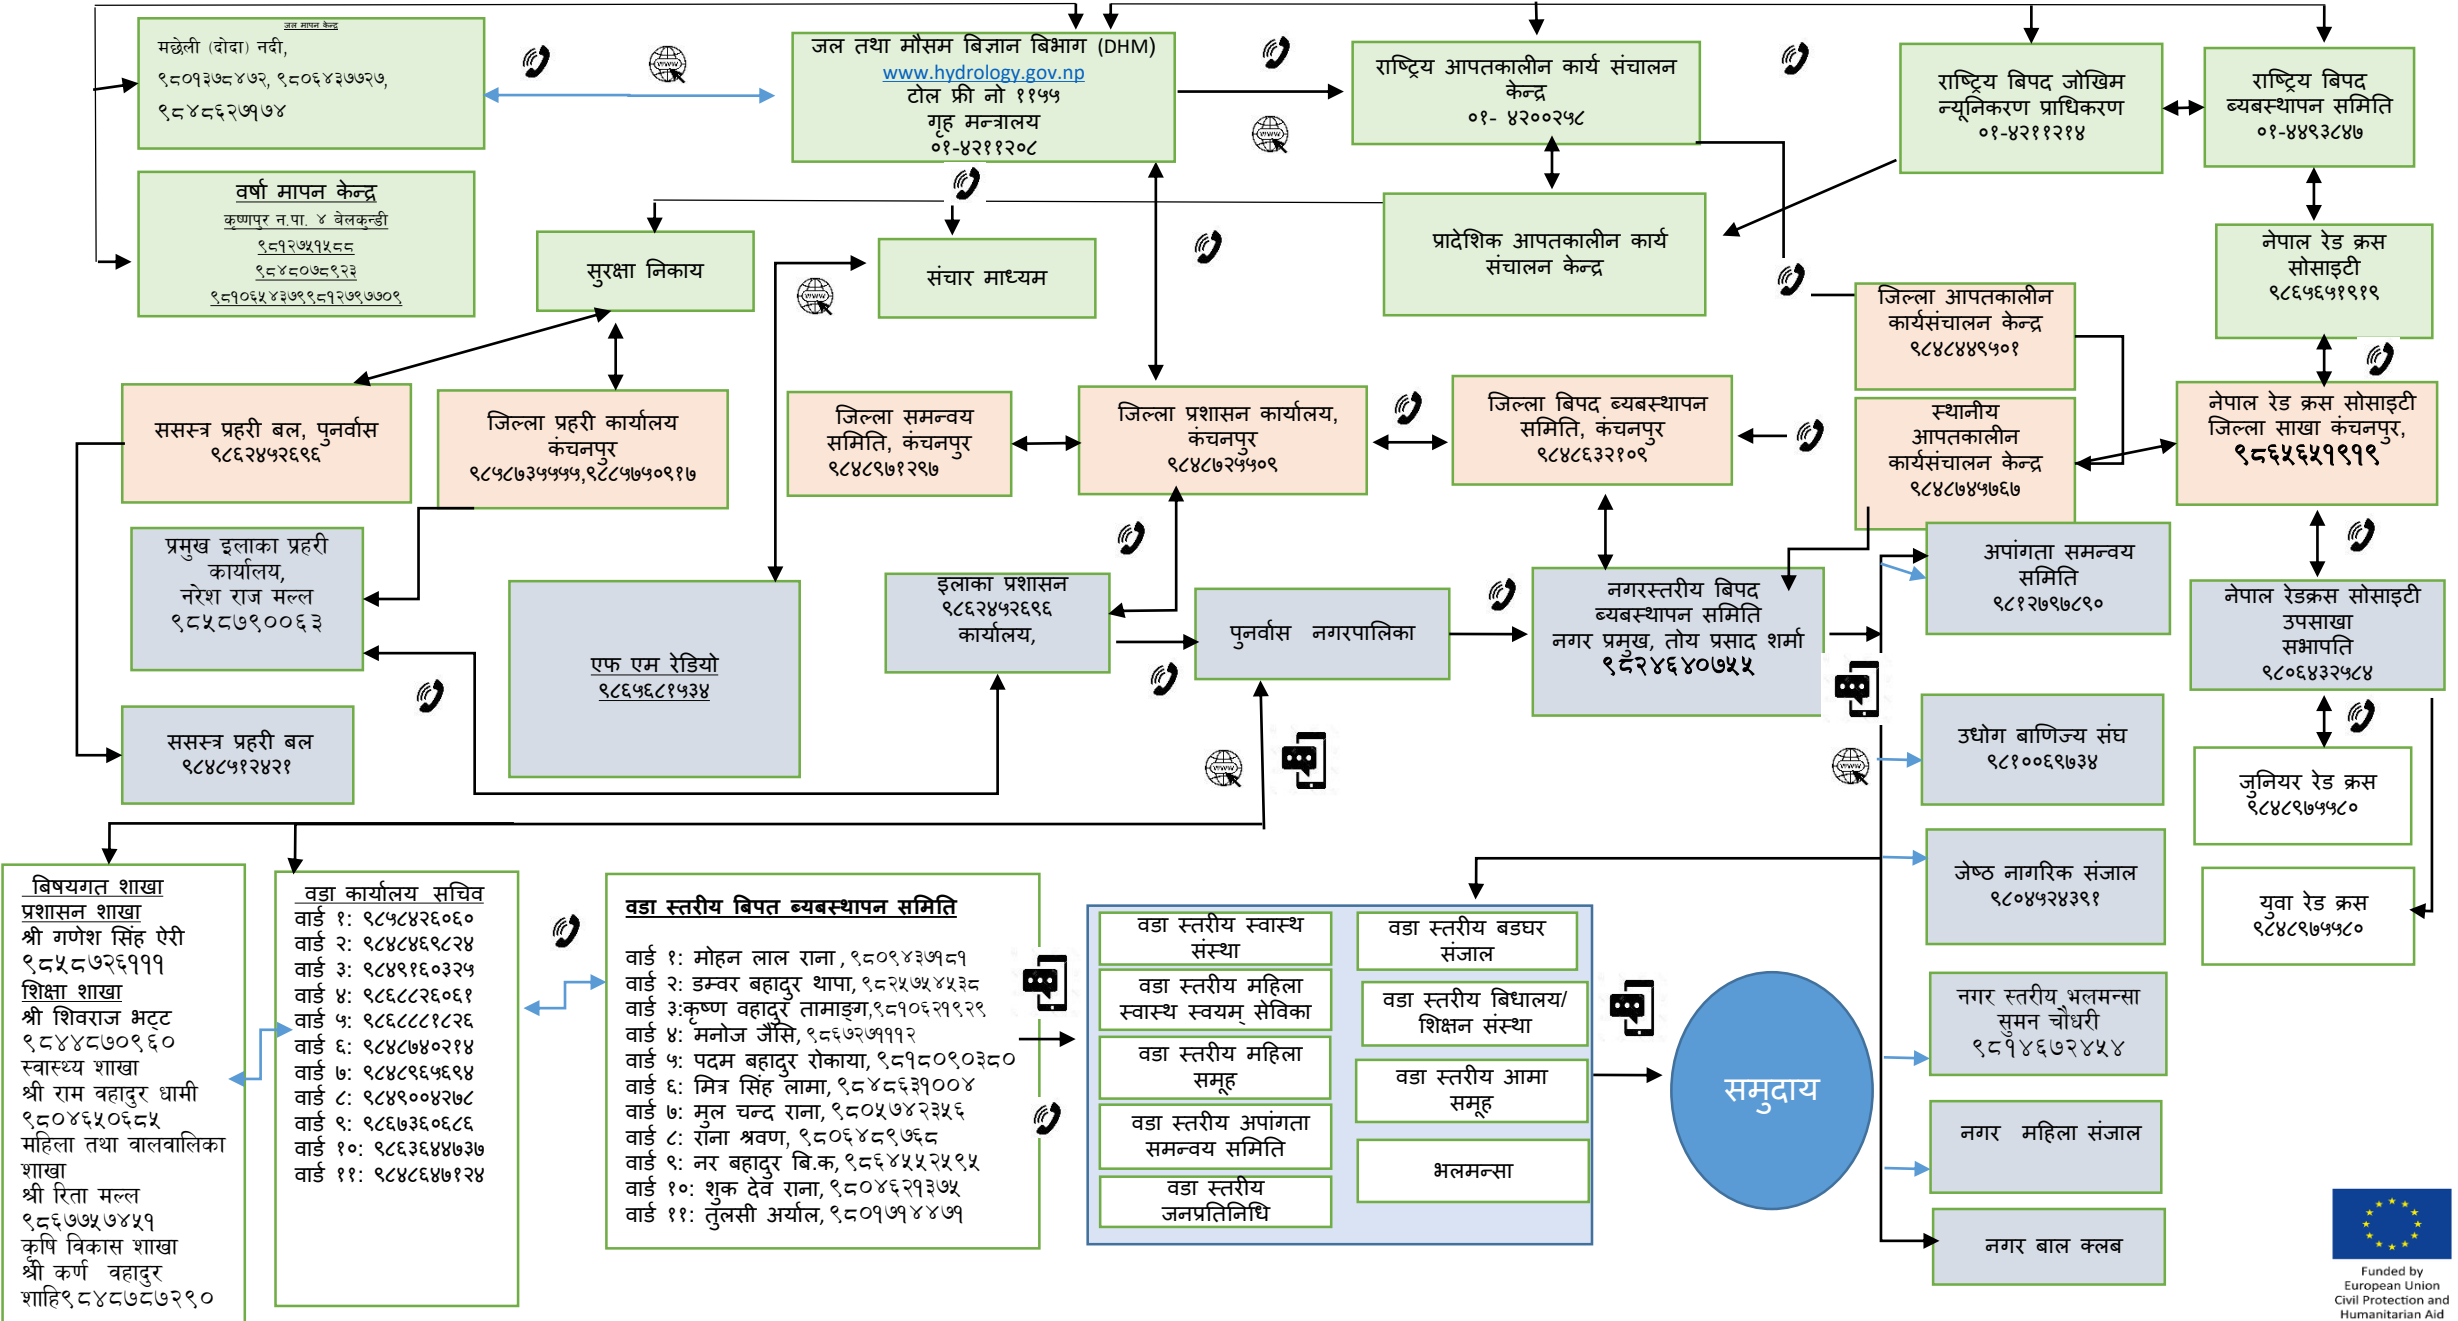 जल मापन केन्द्र
मछेली (दोदा) नदी,
९८०१३७८४७२, ९८०६४३७७२७,
९८४८६२७१७४
वर्षा मापन केन्द्र
कृष्णपुर न.पा. ४ बेलकुन्डी
९८१२७५१५८८
९८४८०७८९२३
९८१०६५४३७९९८१२७९७७०९
जल तथा मौसम बिज्ञान बिभाग (DHM)
www.hydrology.gov.np
टोल फ्री नो ११५५
गृह मन्त्रालय
०१-४२११२०८
राष्ट्रिय आपतकालीन कार्य संचालन
केन्द्र
०१- ४२००२५८
राष्ट्रिय बिपद जोखिम
न्यूनिकरण प्राधिकरण
०१-४२११२१४
राष्ट्रिय बिपद
ब्यबस्थापन समिति
०१-४४९३८४७
सुरक्षा निकाय
संचार माध्यम
प्रादेशिक आपतकालीन कार्य
संचालन केन्द्र
नेपाल रेड क्रस
सोसाइटी
९८६५६५१९१९
जिल्ला आपतकालीन
कार्यसंचालन केन्द्र
९८४८४४९५०१
ससस्त्र प्रहरी बल, पुनर्वास
९८६२४५२६९६
जिल्ला प्रहरी कार्यालय
कंचनपुर
९८५८७३५५५५,९८८५७५०९१७
जिल्ला समन्वय
समिति, कंचनपुर
९८४८९७१२९७
जिल्ला प्रशासन कार्यालय,
कंचनपुर
९८४८७२५५०९
जिल्ला बिपद ब्यबस्थापन
समिति, कंचनपुर
९८४८६३२१०९
स्थानीय
आपतकालीन
कार्यसंचालन केन्द्र
९८४८७४५७६७
नेपाल रेड क्रस सोसाइटी
जिल्ला साखा कंचनपुर,
९८६५६५१९१९
प्रमुख इलाका प्रहरी
कार्यालय,
नरेश राज मल्ल
९८५८७९००६३
एफ एम रेडियो
९८६५६८१५३४
इलाका प्रशासन
९८६२४५२६९६
कार्यालय,
पुनर्वास नगरपालिका
नगरस्तरीय बिपद
ब्यबस्थापन समिति
नगर प्रमुख, तोय प्रसाद शर्मा
९८२४६४०७५५
अपांगता समन्वय
समिति
९८१२७९७८९०
नेपाल रेडक्रस सोसाइटी
उपसाखा
सभापति
९८०६४३२५८४
ससस्त्र प्रहरी बल
९८४८५१२४२१
उधोग बाणिज्य संघ
९८१००६९७३४
जुनियर रेड क्रस
९८४८९७५५८०
जेष्ठ नागरिक संजाल
९८०४५२४३९१
युवा रेड क्रस
९८४८९७५५८०
बिषयगत शाखा
प्रशासन शाखा
श्री गणेश सिंह ऐरी
९८५८७२६१११
शिक्षा शाखा
श्री शिवराज भट्ट
९८४४८७०९६०
स्वास्थ्य शाखा
श्री राम वहादुर धामी
९८०४६५०६८५
महिला तथा वालवालिका
शाखा
श्री रिता मल्ल
९८६७७५७४५१
कृषि विकास शाखा
श्री कर्ण वहादुर
शाहि९८४८७८७२९०
वडा कार्यालय सचिव
वार्ड १: ९८५८४२६०६०
वार्ड २: ९८४८४६९८२४
वार्ड ३: ९८४९१६०३२५
वार्ड ४: ९८६८८२६०६१
वार्ड ५: ९८६८८८१८२६
वार्ड ६: ९८४८७४०२१४
वार्ड ७: ९८४८९६५६९४
वार्ड ८: ९८४९००४२७८
वार्ड ९: ९८६७३६०६८६
वार्ड १०: ९८६३६४४७३७
वार्ड ११: ९८४८६४७१२४
वडा स्तरीय बिपत ब्यबस्थापन समिति
वार्ड १: मोहन लाल राना, ९८०९४३७१८१
वार्ड २: डम्वर बहादुर थापा, ९८२५७५४५३८
वार्ड ३:कृष्ण वहादुर तामाङ्ग,९८१०६२१९२९
वार्ड ४: मनोज जैसि, ९८६७२७१११२
वार्ड ५: पदम बहादुर रोकाया, ९८१८०९०३८०
वार्ड ६: मित्र सिंह लामा, ९८४८६३१००४
वार्ड ७: मुल चन्द राना, ९८०५७४२३५६
वार्ड ८: राना श्रवण, ९८०६४८९७६८
वार्ड ९: नर बहादुर बि.क, ९८६४५५२५९५
वार्ड १०: शुक देव राना, ९८०४६२१३७५
वार्ड ११: तुलसी अर्याल, ९८०१७१४४७१
वडा स्तरीय स्वास्थ
संस्था
वडा स्तरीय बडघर
संजाल
वडा स्तरीय महिला
स्वास्थ स्वयम् सेविका
वडा स्तरीय बिधालय/
शिक्षन संस्था
वडा स्तरीय महिला
समूह
वडा स्तरीय आमा
समूह
वडा स्तरीय अपांगता
समन्वय समिति
भलमन्सा
वडा स्तरीय
जनप्रतिनिधि
समुदाय
नगर स्तरीय भलमन्सा
सुमन चौधरी
९८१४६७२४५४
नगर महिला संजाल
नगर बाल क्लब
Funded by
European Union
Civil Protection and
Humanitarian Aid